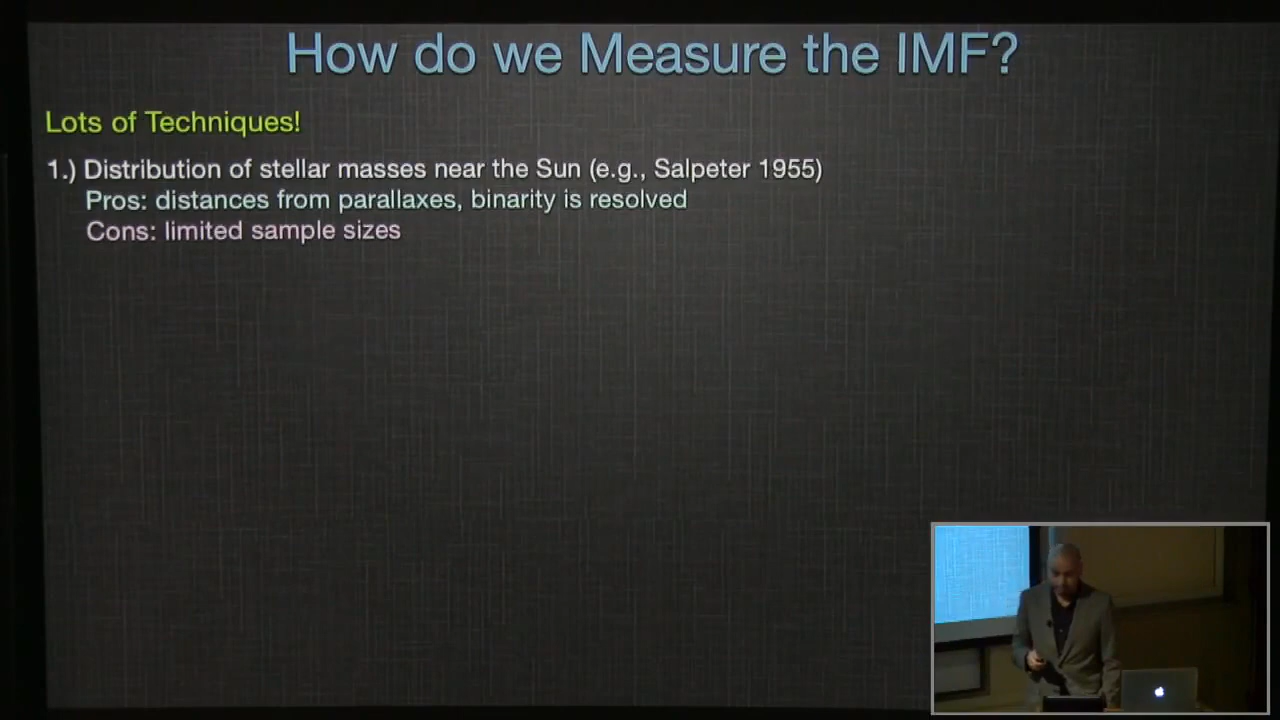 How do we Measure the IMF?
Lots of Techniques!
1.) Distribution of stellar masses near the Sun (e.g., Salpeter 1955)
Pros: distances from parallaxes, binarity is resolved
Cons: limited sample sizes